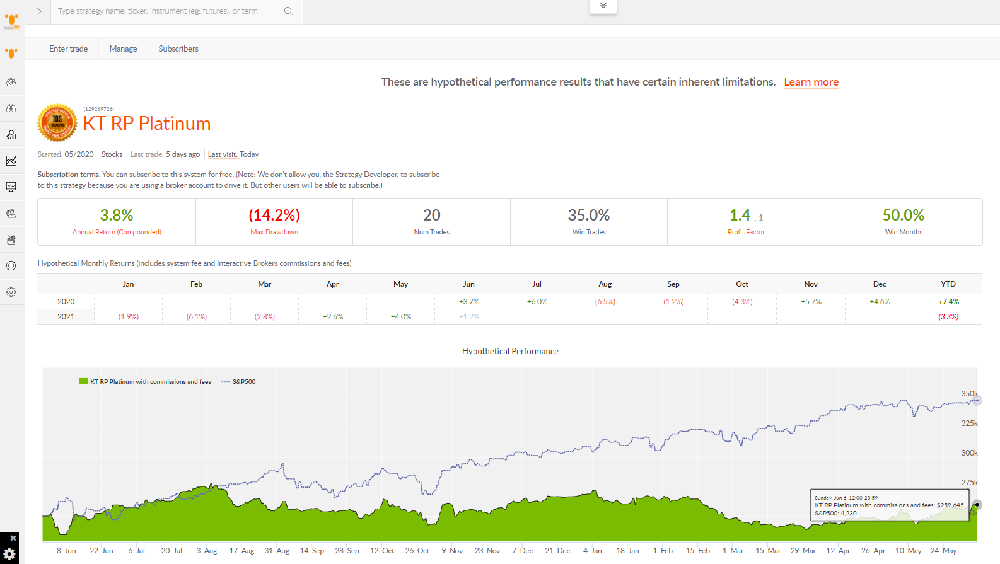 Type strategy name, ticker, instrument (eg. futures), or term
Enter trade Manage Subscribers
These are hypothetical performance results that have certain inherent limitations. Learn more
(129269726)
STRATEGY CREATOR
TOS
100%
TRADES OWN STRATEGY
KT RP Platinum
Started: 05/2020 Stocks Last trade: 5 days ago Last visit: Today
Subscription terms. You can subscribe to this system for free. (Note: We don't allow you, the Strategy Developer, to subscribe
to this strategy because you are using a broker account to drive it. But other users will be able to subscribe.)
3.8% (14.2%) 20 35.0% 1.4 : 1 50.0%
Annual Return (Compounded) Max Drawdown Num Trades Win Trades Profit Factor Win Months
Hypothetical Monthly Returns (includes system fee and Interactive Brokers commissions and fees)
Jan Feb Mar Apr May Jun Jul Aug Sep Oct Nov Dec YTD
2020 - +3.7% +6.0% (6.5%) (1.2%) (4.3%) +5.7% +4.6% +7.4%
2021 (1.9%) (6.1%) (2.8%) +2.6% +4.0% +1.2% (3.3%)
Hypothetical Performance
KT RP Platinum with commissions and fees S&P500
350k
325k
300k
275k
Sunday, Jun 6, 12:00-23:59
KT RP Platinum with commissions and fees: $259,645
S&P500: 4,230
8. Jun 22. Jun 6. Jul 20. Jul 3. Aug 17. Aug 31. Aug 14. Sep 28. Sep 12. Oct 26. Oct 9. Nov 23. Nov 7. Dec 21. Dec 4. Jan 18. Jan 1. Feb 15. Feb 1. Mar 15. Mar 29. Mar 12. Apr 26. Apr 10. May 24. May